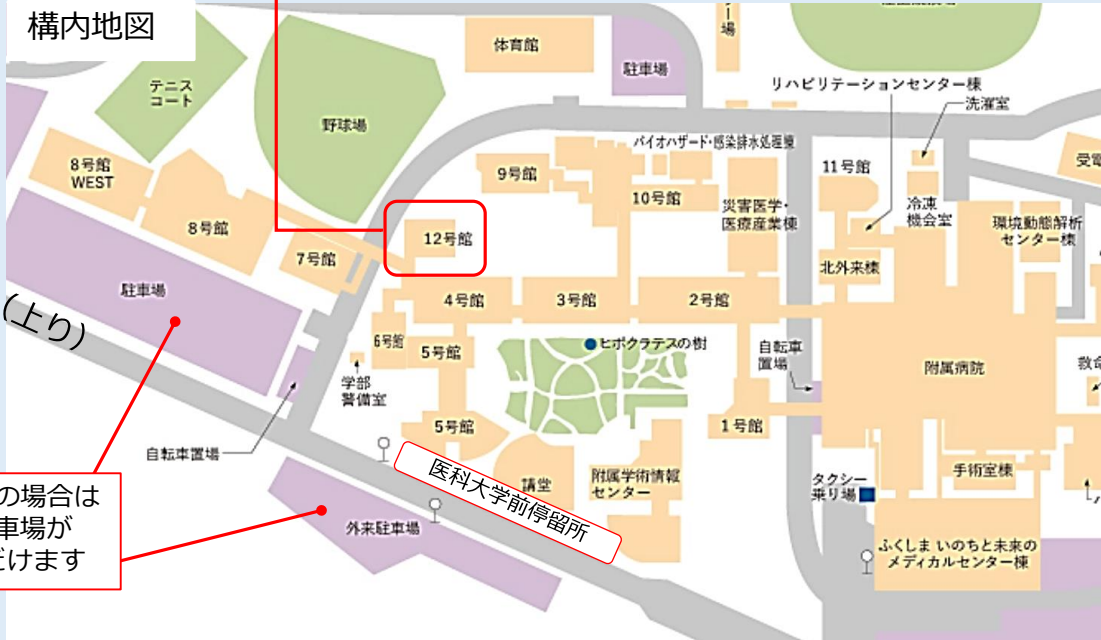 構内地図
体育館
駐車場
テニス
コート
野球場
リハビリテーションセンター棟
洗濯室
バイオハザード・感染排水処理棟
8号館
WEST
8号館
7号館
9号館
10号館
災害医学・
医療産業棟
11号館
冷凍
機会室
環境動態解析
センター棟
12号館
北外来棟
駐車場
4号館
3号館
2号館
(上り)
6号館
5号館
ヒポクラテスの樹
自転車
置場
附属病院
学部
警備室
5号館
1号館
自転車置場
医科大学前停留所
講堂
附属学術情報
センター
タクシー
乗り場
手術室棟
の場合は
車場が
だけます
外来駐車場
ふくしま いのちと未来の
メディカルセンター棟